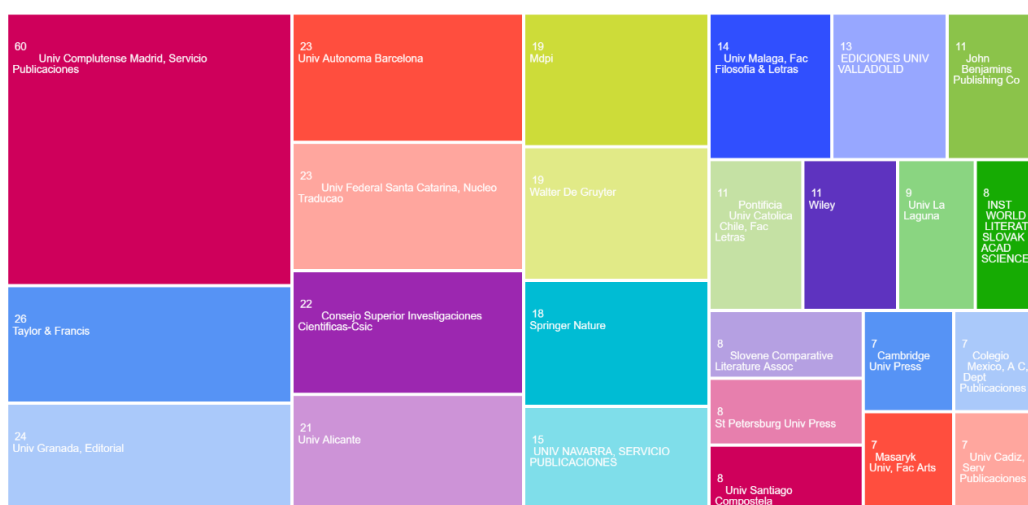 60
Univ Complutense Madrid, Servicio
Publicaciones
26
Taylor & Francis
24
Univ Granada, Editorial
23
Univ Autonoma Barcelona
23
Univ Federal Santa Catarina, Nucleo
Traducao
22
Consejo Superior Investigaciones
Cientificas-Csic
21
Univ Alicante
19
Mdpi
19
Walter De Gruyter
18
Springer Nature
15
UNIV NAVARRA, SERVICIO
PUBLICACIONES
14
Univ Malaga, Fac
Filosofia & Letras
13
EDICIONES UNIV
VALLADOLID
11
John
Benjamins
Publishing Co
11
Pontificia
Univ Catolica
Chile, Fac
Letras
11
Wiley
9
Univ La
Laguna
8
INST
WORLD
LITERAT
SLOVAK
ACAD
SCIENCE
8
Slovene Comparative
Literature Assoc
8
St Petersburg Univ Press
8
Univ Santiago
Compostela
7
Cambridge
Univ Press
7
Colegio
Mexico, A C,
Dept
Publicaciones
7
Masaryk
Univ, Fac Arts
7
Univ Cadiz,
Serv
Publicaciones